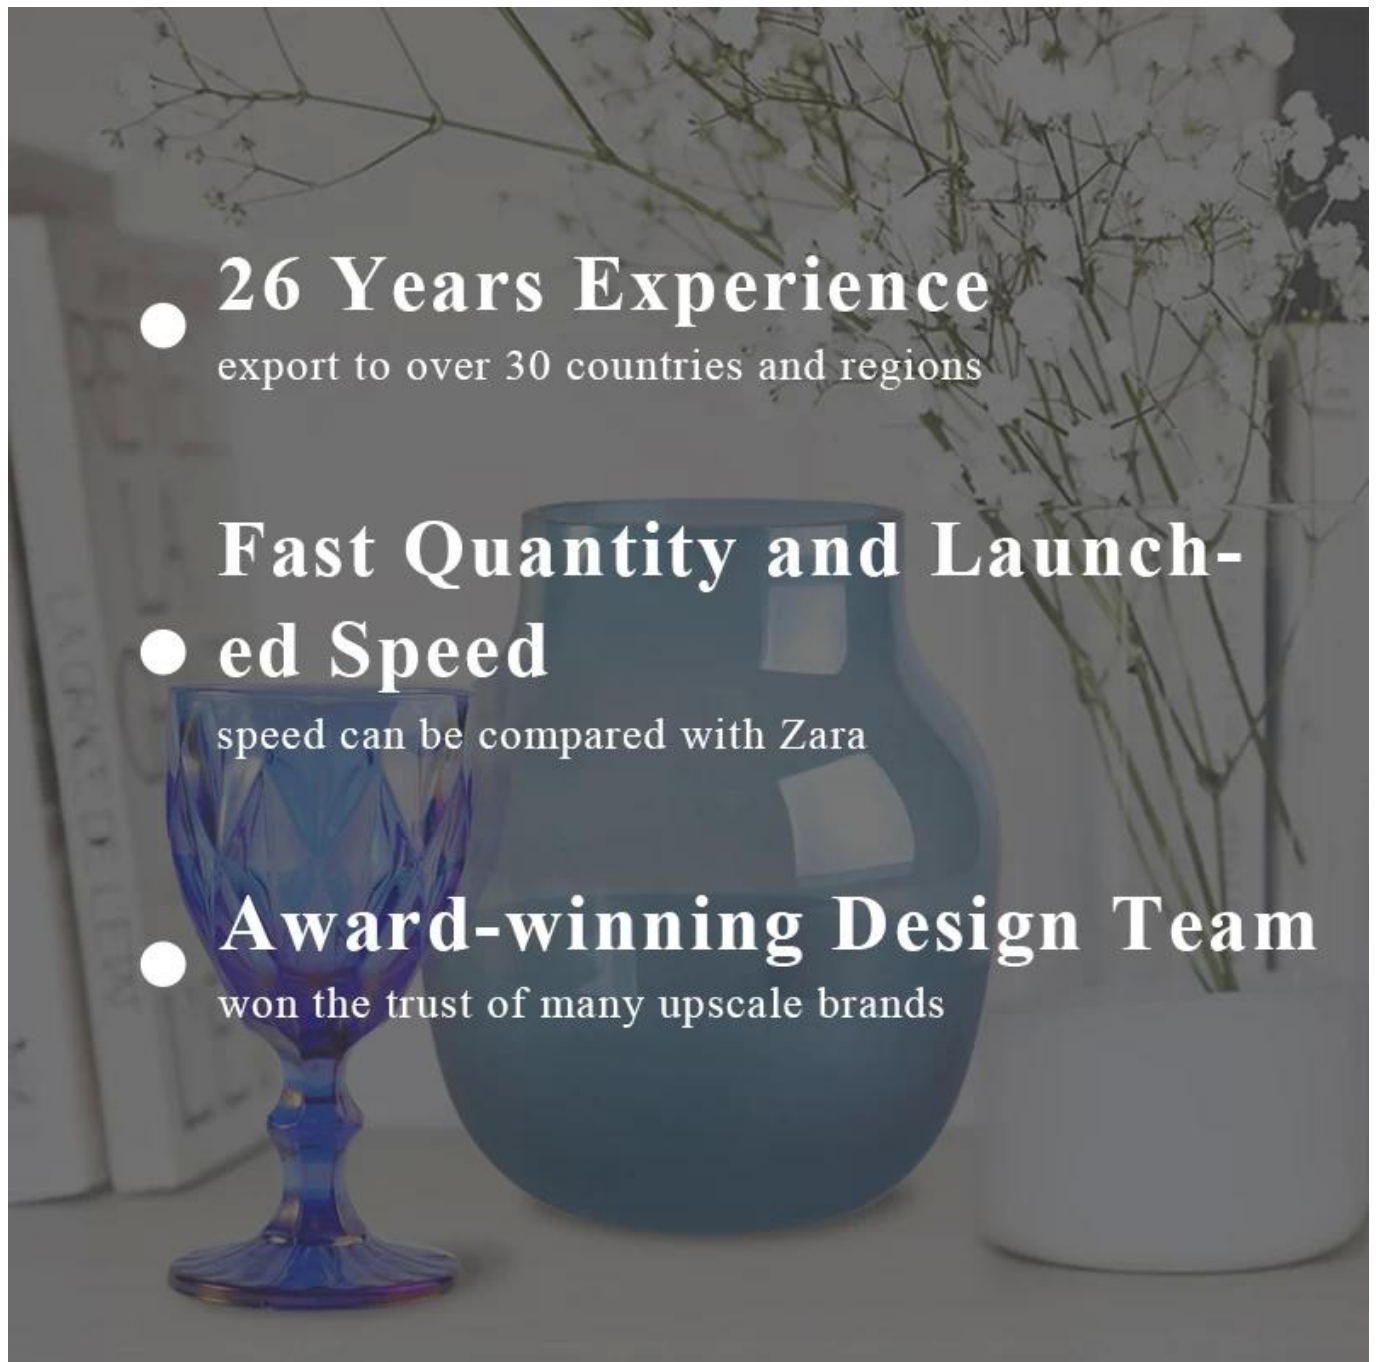 26 Years Experience
export to over 30 countries and regions
Fast Quantity and Launch-
ed Speed
speed can be compared with Zara
Award-winning Design Team
won the trust of many upscale brands